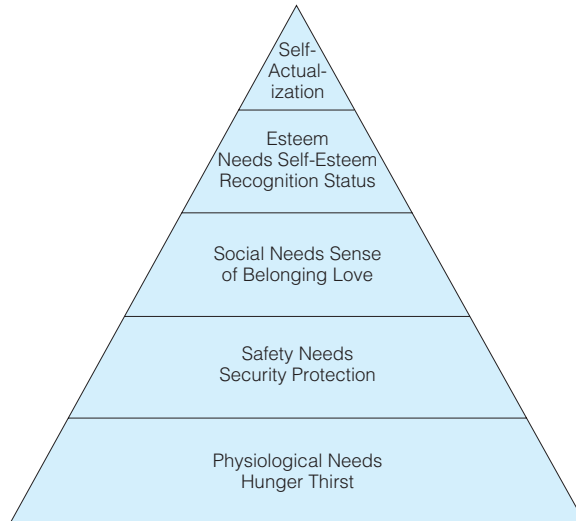 Self-
Actual-
ization
Esteem
Needs Self-Esteem
Recognition Status
Social Needs Sense
of Belonging Love
Safety Needs
Security Protection
Physiological Needs
Hunger Thirst